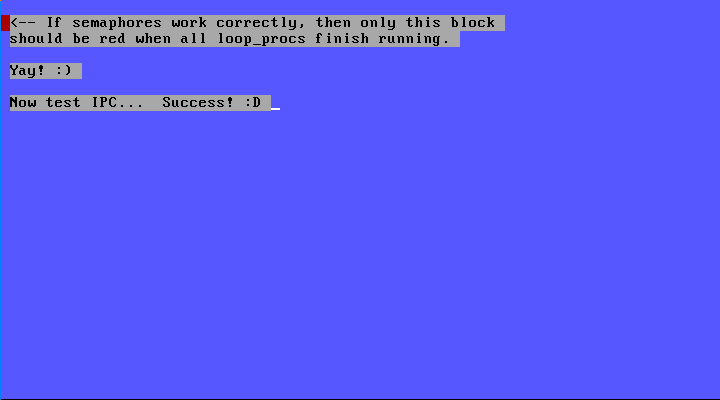 <-- If semaphores work correctly, then only this block
should be red when all loop_procs finish running.
Yay! :)
Now test IPC...  Success! :D